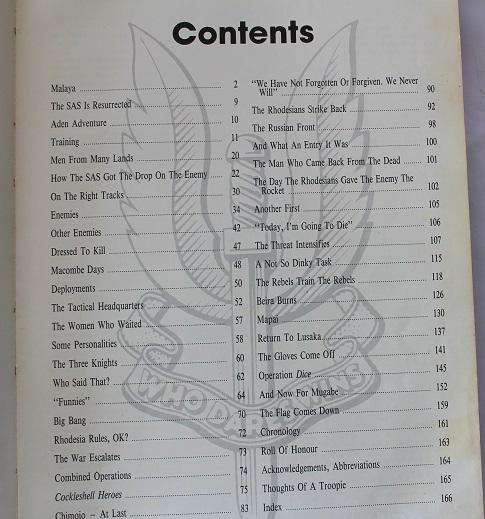 Contents
Malaya 2
The SAS Is Resurrected 9
Aden Adventure 10
Training 11
Men From Many Lands 20
How The SAS Got The Drop On The Enemy 22
On The Right Tracks 30
Enemies 34
Other Enemies 42
Dressed To Kill 47
Macombe Days 48
Deployments 50
The Tactical Headquarters 52
The Women Who Waited 57
Some Personalities 58
The Three Knights 60
Who Said That? 62
"Funnies" 64
Big Bang 70
Rhodesia Rules, OK? 72
The War Escalates 73
Combined Operations 74
Cockleshell Heroes 75
Chimoio – At Last 83
"We Have Not Forgotten Or Forgiven. We Never
Will" 90
The Rhodesians Strike Back 92
The Russian Front 98
And What An Entry It Was 100
The Man Who Came Back From The Dead 101
The Day The Rhodesians Gave The Enemy The
Rocket 102
Another First 105
"Today, I'm Going To Die" 106
The Threat Intensifies 107
A Not So Dinky Task 115
The Rebels Train The Rebels 118
Beira Burns 126
Mapai 130
Return To Lusaka 137
The Gloves Come Off 141
Operation Dice 145
And Now For Mugabe 152
The Flag Comes Down 159
Chronology 161
Roll Of Honour 163
Acknowledgements, Abbreviations 164
Thoughts Of A Troopie 165
Index 166
WHO DARES WINS